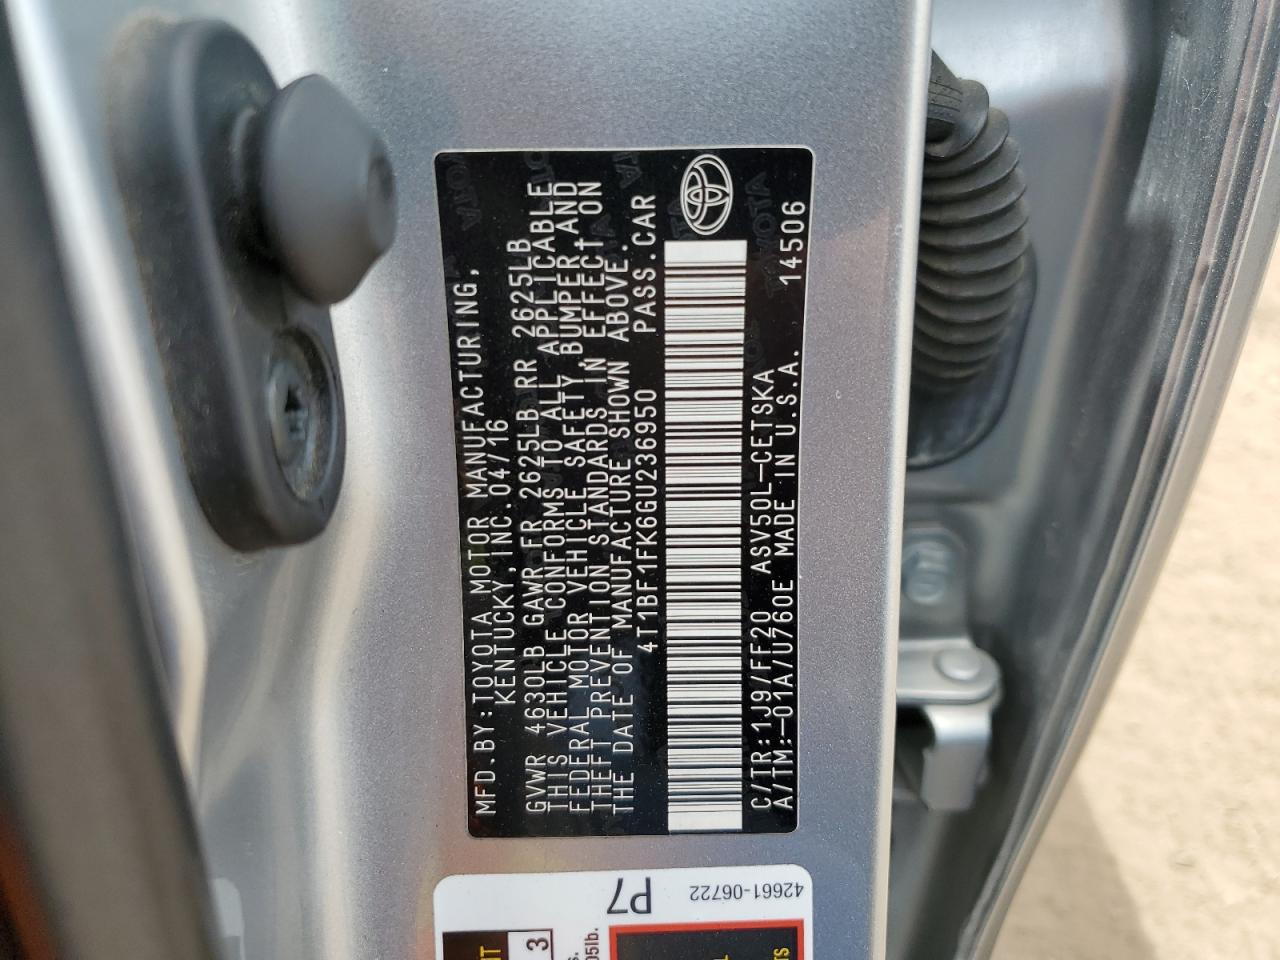 MFD.BY:TOYOTA MOTOR MANUFACTURING,
KENTUCKY,INC.04/16
GVWR 4630LB GAWR FR 2625LB RR 2625LB
THIS VEHICLE CONFORMS TO ALL APPLICABLE
FEDERAL MOTOR VEHICLE SAFETY, BUMPER, AND
THEFT PREVENTION STANDARDS IN EFFECT ON
THE DATE OF MANUFACTURE SHOWN ABOVE.
4T1BF1FK6GU236950 PASS.CAR
C/TR:1J9/FF20 ASV50L-CETSKA
A/TM:-01A/U760E MADE IN U.S.A. 14506
TOYOTA
42661-06722
P7
3
05lb.